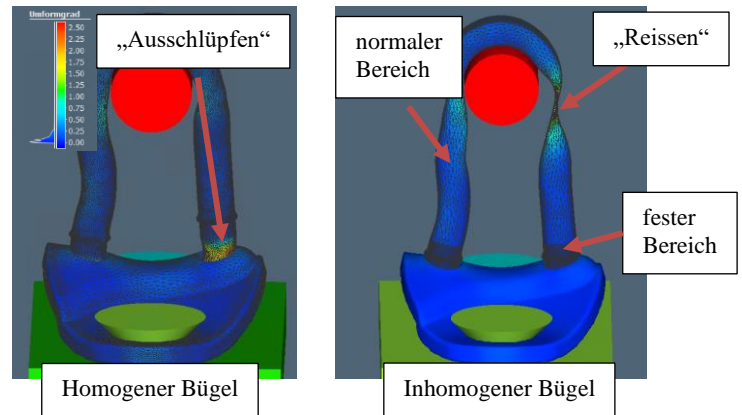 Umformgrad
2.50
2.25
2.00
1.75
1.50
1.25
1.00
0.75
0.50
0.25
0.00
„Ausschlüpfen“
Homogener Bügel
normaler
Bereich
„Reissen“
fester
Bereich
Inhomogener Bügel